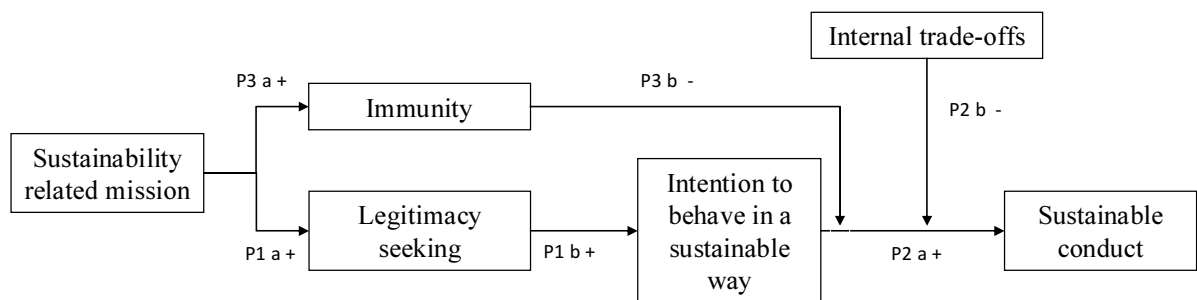 Internal trade-offs
P3 a +
P3 b -
Immunity
P2 b -
Sustainability
related mission
Legitimacy
seeking
Intention to
behave in a
sustainable
way
Sustainable
conduct
P1 a +
P1 b +
P2 a +